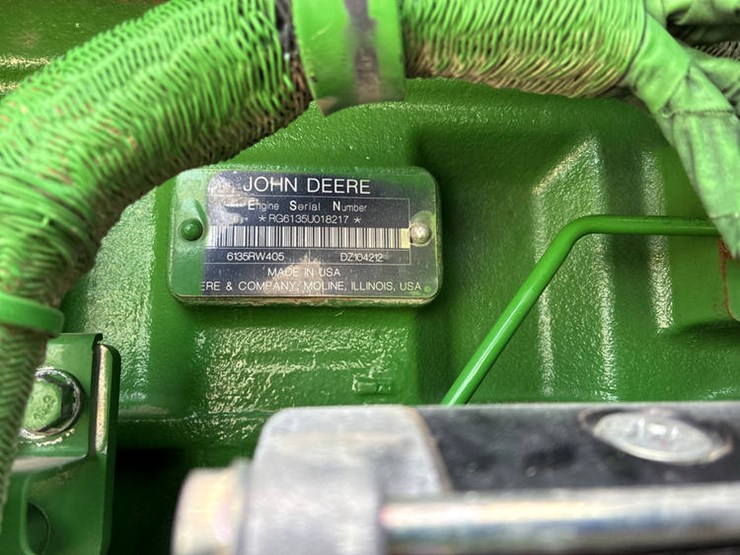 JOHN DEERE
Engine Serial Number
*RG6135U018217*
6135RW405 DZ104212
MADE IN USA
ERE & COMPANY, MOLINE, ILLINOIS, USA